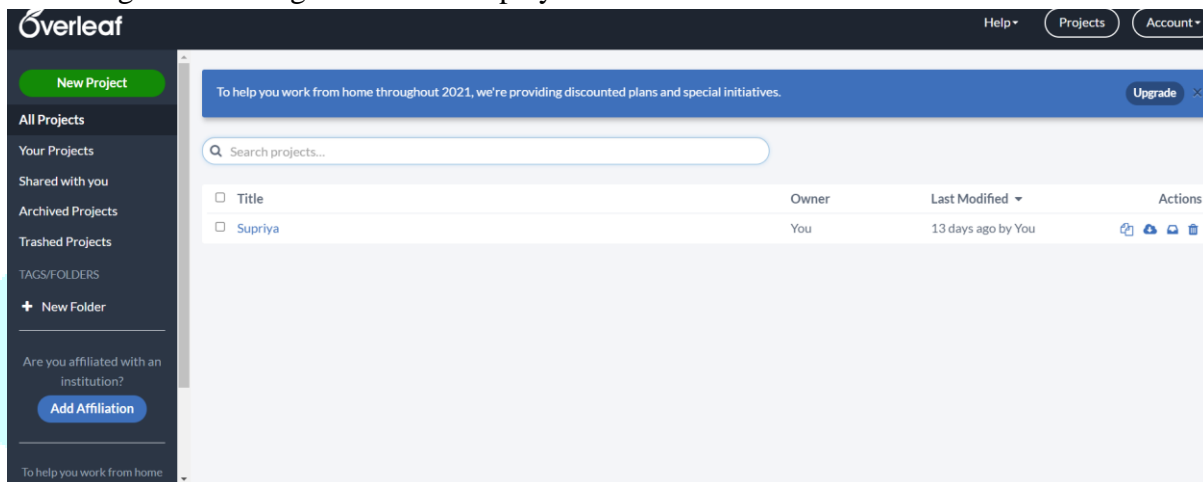 Overleaf
Help
Projects
Account
New Project
All Projects
Your Projects
Shared with you
Archived Projects
Trashed Projects
TAGS/FOLDERS
+ New Folder
Are you affiliated with an
institution?
Add Affiliation
To help you work from home
To help you work from home throughout 2021, we're providing discounted plans and special initiatives.
Upgrade ×
Search projects...
Title Owner Last Modified Actions
Supriya You 13 days ago by You